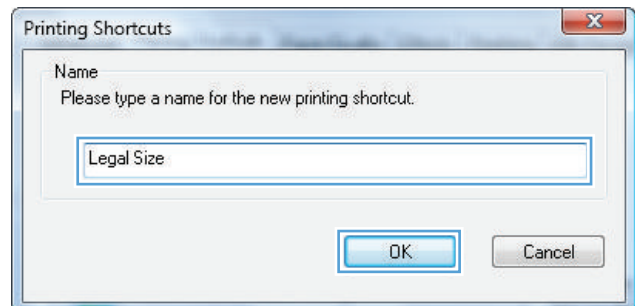 Printing Shortcuts
Name
Please type a name for the new printing shortcut.
Legal Size
OK
Cancel